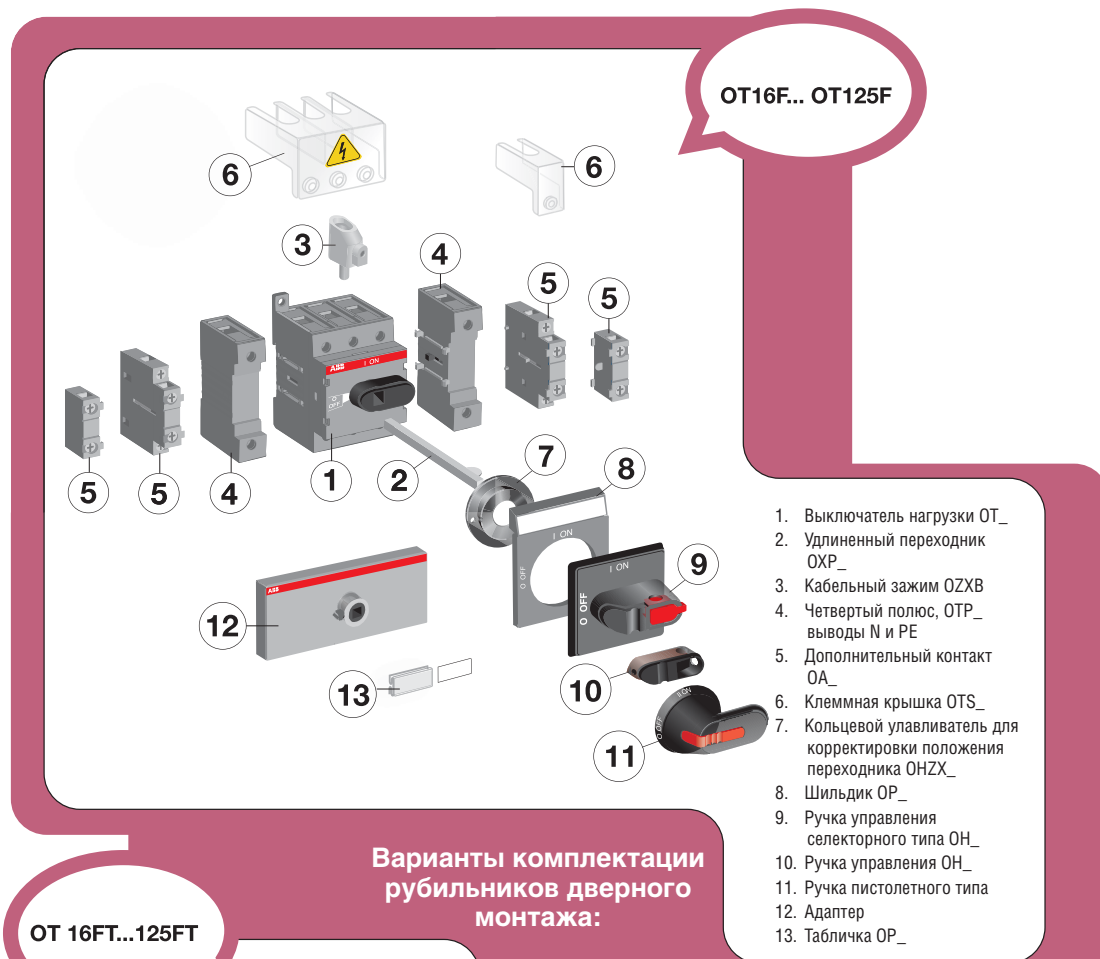 OT16F... OT125F
6
6
3
4
5
5
ABB
I ON
O OFF
5
5
4
1
2
7
8
I ON
O OFF
9
I ON
O OFF
ABB
12
13
10
II ON
O OFF
11
1. Выключатель нагрузки OT_
2. Удлиненный переходник
OXP_
3. Кабельный зажим OZXB
4. Четвертый полюс, OTP_
выводы N и PE
5. Дополнительный контакт
OA_
6. Клеммная крышка OTS_
7. Кольцевой улавливатель для
корректировки положения
переходника OHZX_
8. Шильдик OP_
9. Ручка управления
селекторного типа OH_
10. Ручка управления OH_
11. Ручка пистолетного типа
12. Адаптер
13. Табличка OP_
Варианты комплектации
рубильников дверного
монтажа:
OT 16FT...125FT